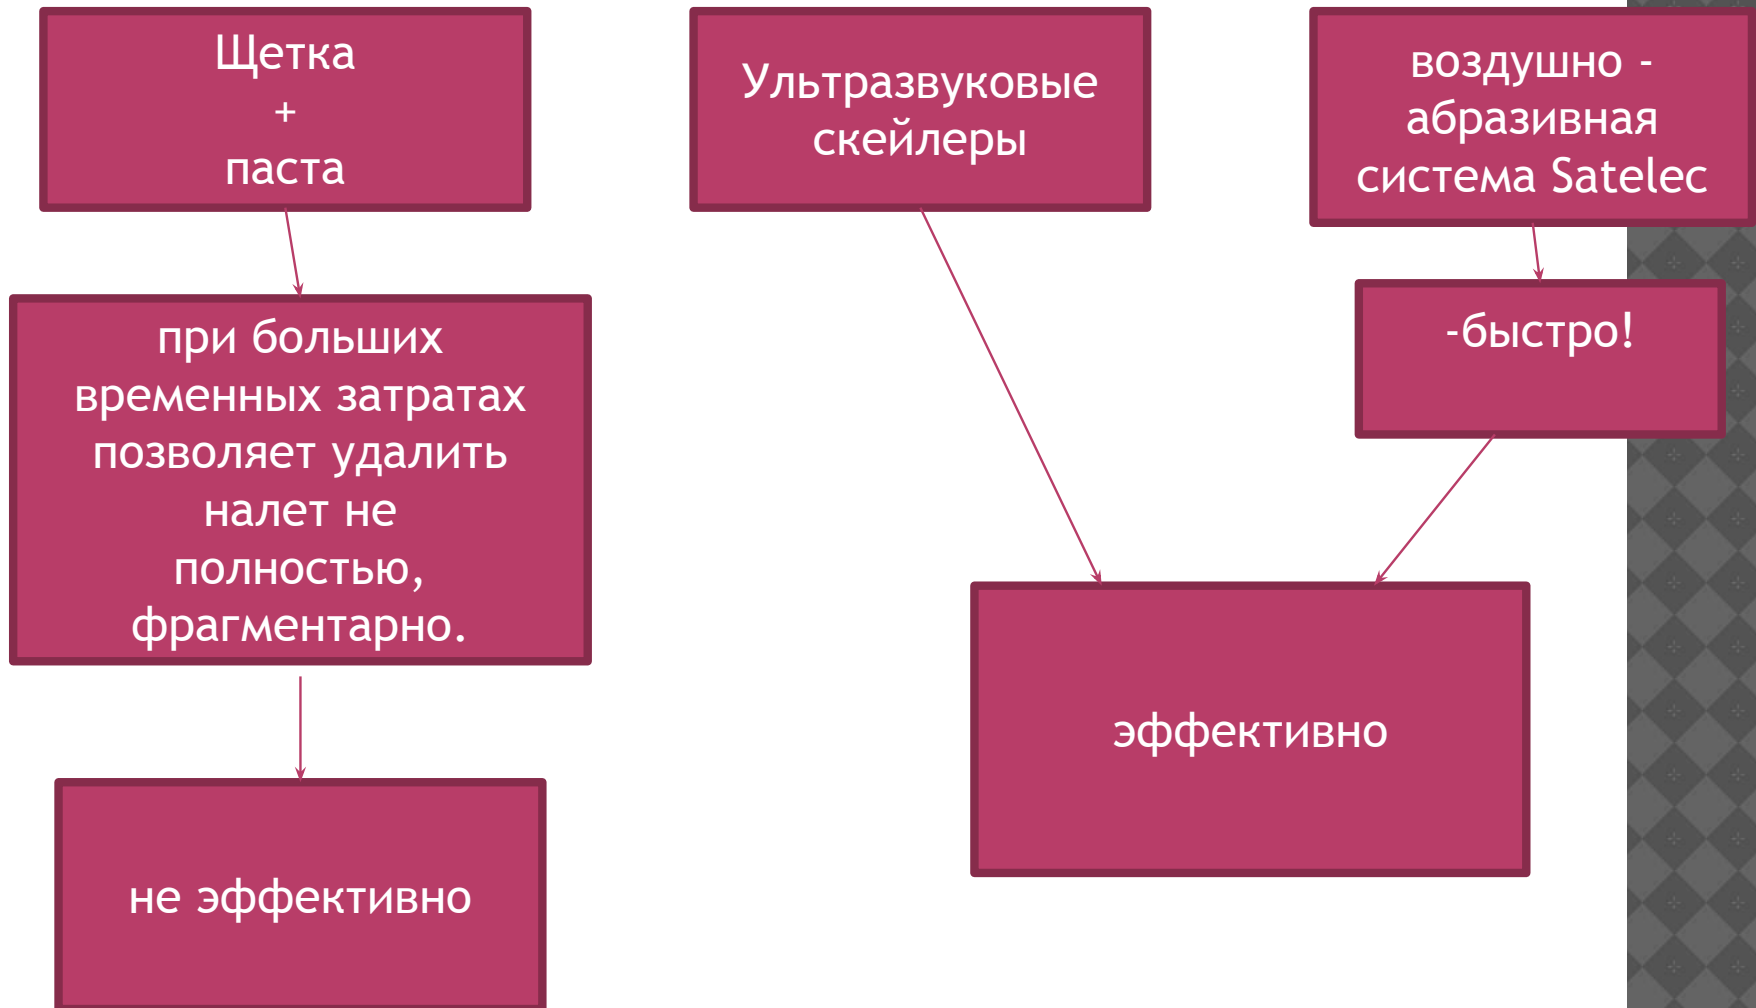 Щетка
+
паста
Ультразвуковые
скейлеры
воздушно -
абразивная
система Satelec
при больших
временных затратах
позволяет удалить
налет не
полностью,
фрагментарно.
-быстро!
эффективно
не эффективно